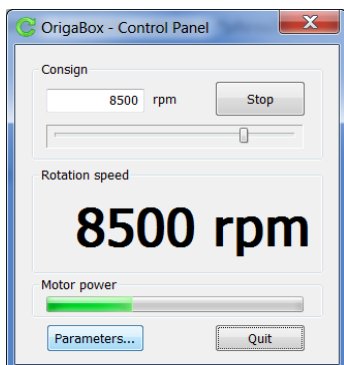 OrigaBox - Control Panel
Consign
8500 rpm Stop
Rotation speed
8500 rpm
Motor power
Parameters... Quit